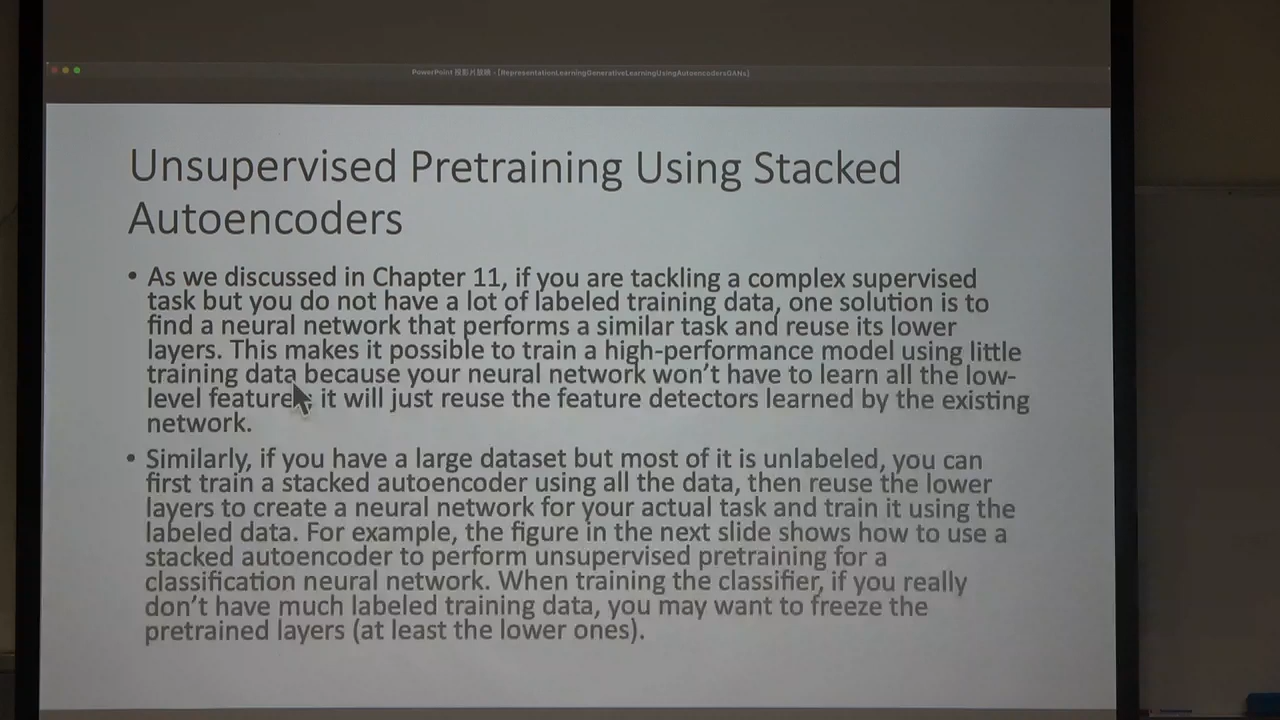 PowerPoint 投影片放映 - [RepresentationLearningGenerativeLearningUsingAutoencodersGANs]
Unsupervised Pretraining Using Stacked
Autoencoders
• As we discussed in Chapter 11, if you are tackling a complex supervised
task but you do not have a lot of labeled training data, one solution is to
find a neural network that performs a similar task and reuse its lower
layers. This makes it possible to train a high-performance model using little
training data because your neural network won't have to learn all the low-
level features; it will just reuse the feature detectors learned by the existing
network.
• Similarly, if you have a large dataset but most of it is unlabeled, you can
first train a stacked autoencoder using all the data, then reuse the lower
layers to create a neural network for your actual task and train it using the
labeled data. For example, the figure in the next slide shows how to use a
stacked autoencoder to perform unsupervised pretraining for a
classification neural network. When training the classifier, if you really
don't have much labeled training data, you may want to freeze the
pretrained layers (at least the lower ones).